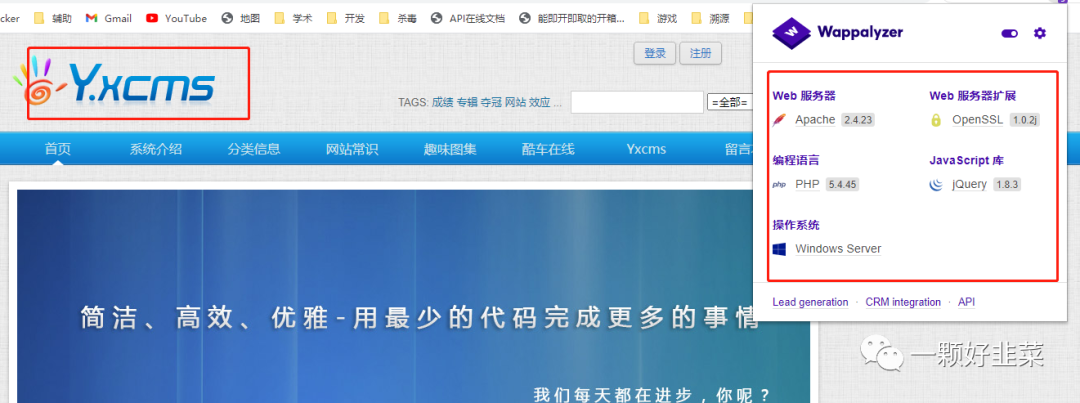 cker 辅助 Gmail YouTube 地图 学术 开发 杀毒 API在线文档 能即开即取的开箱... 游戏 溯源
Wappalyzer
Y.xcms
登录 注册
TAGS: 成绩 专辑 夺冠 网站 效应 ... =全部=
首页 系统介绍 分类信息 网站常识 趣味图集 酷车在线 Yxcms 留言本
Web 服务器 Web 服务器扩展
Apache 2.4.23 OpenSSL 1.0.2j
编程语言 JavaScript 库
php PHP 5.4.45 jQuery 1.8.3
操作系统
Windows Server
Lead generation · CRM integration · API
简洁、高效、优雅-用最少的代码完成更多的事情
一颗好韭菜
我们每天都在进步，你呢？